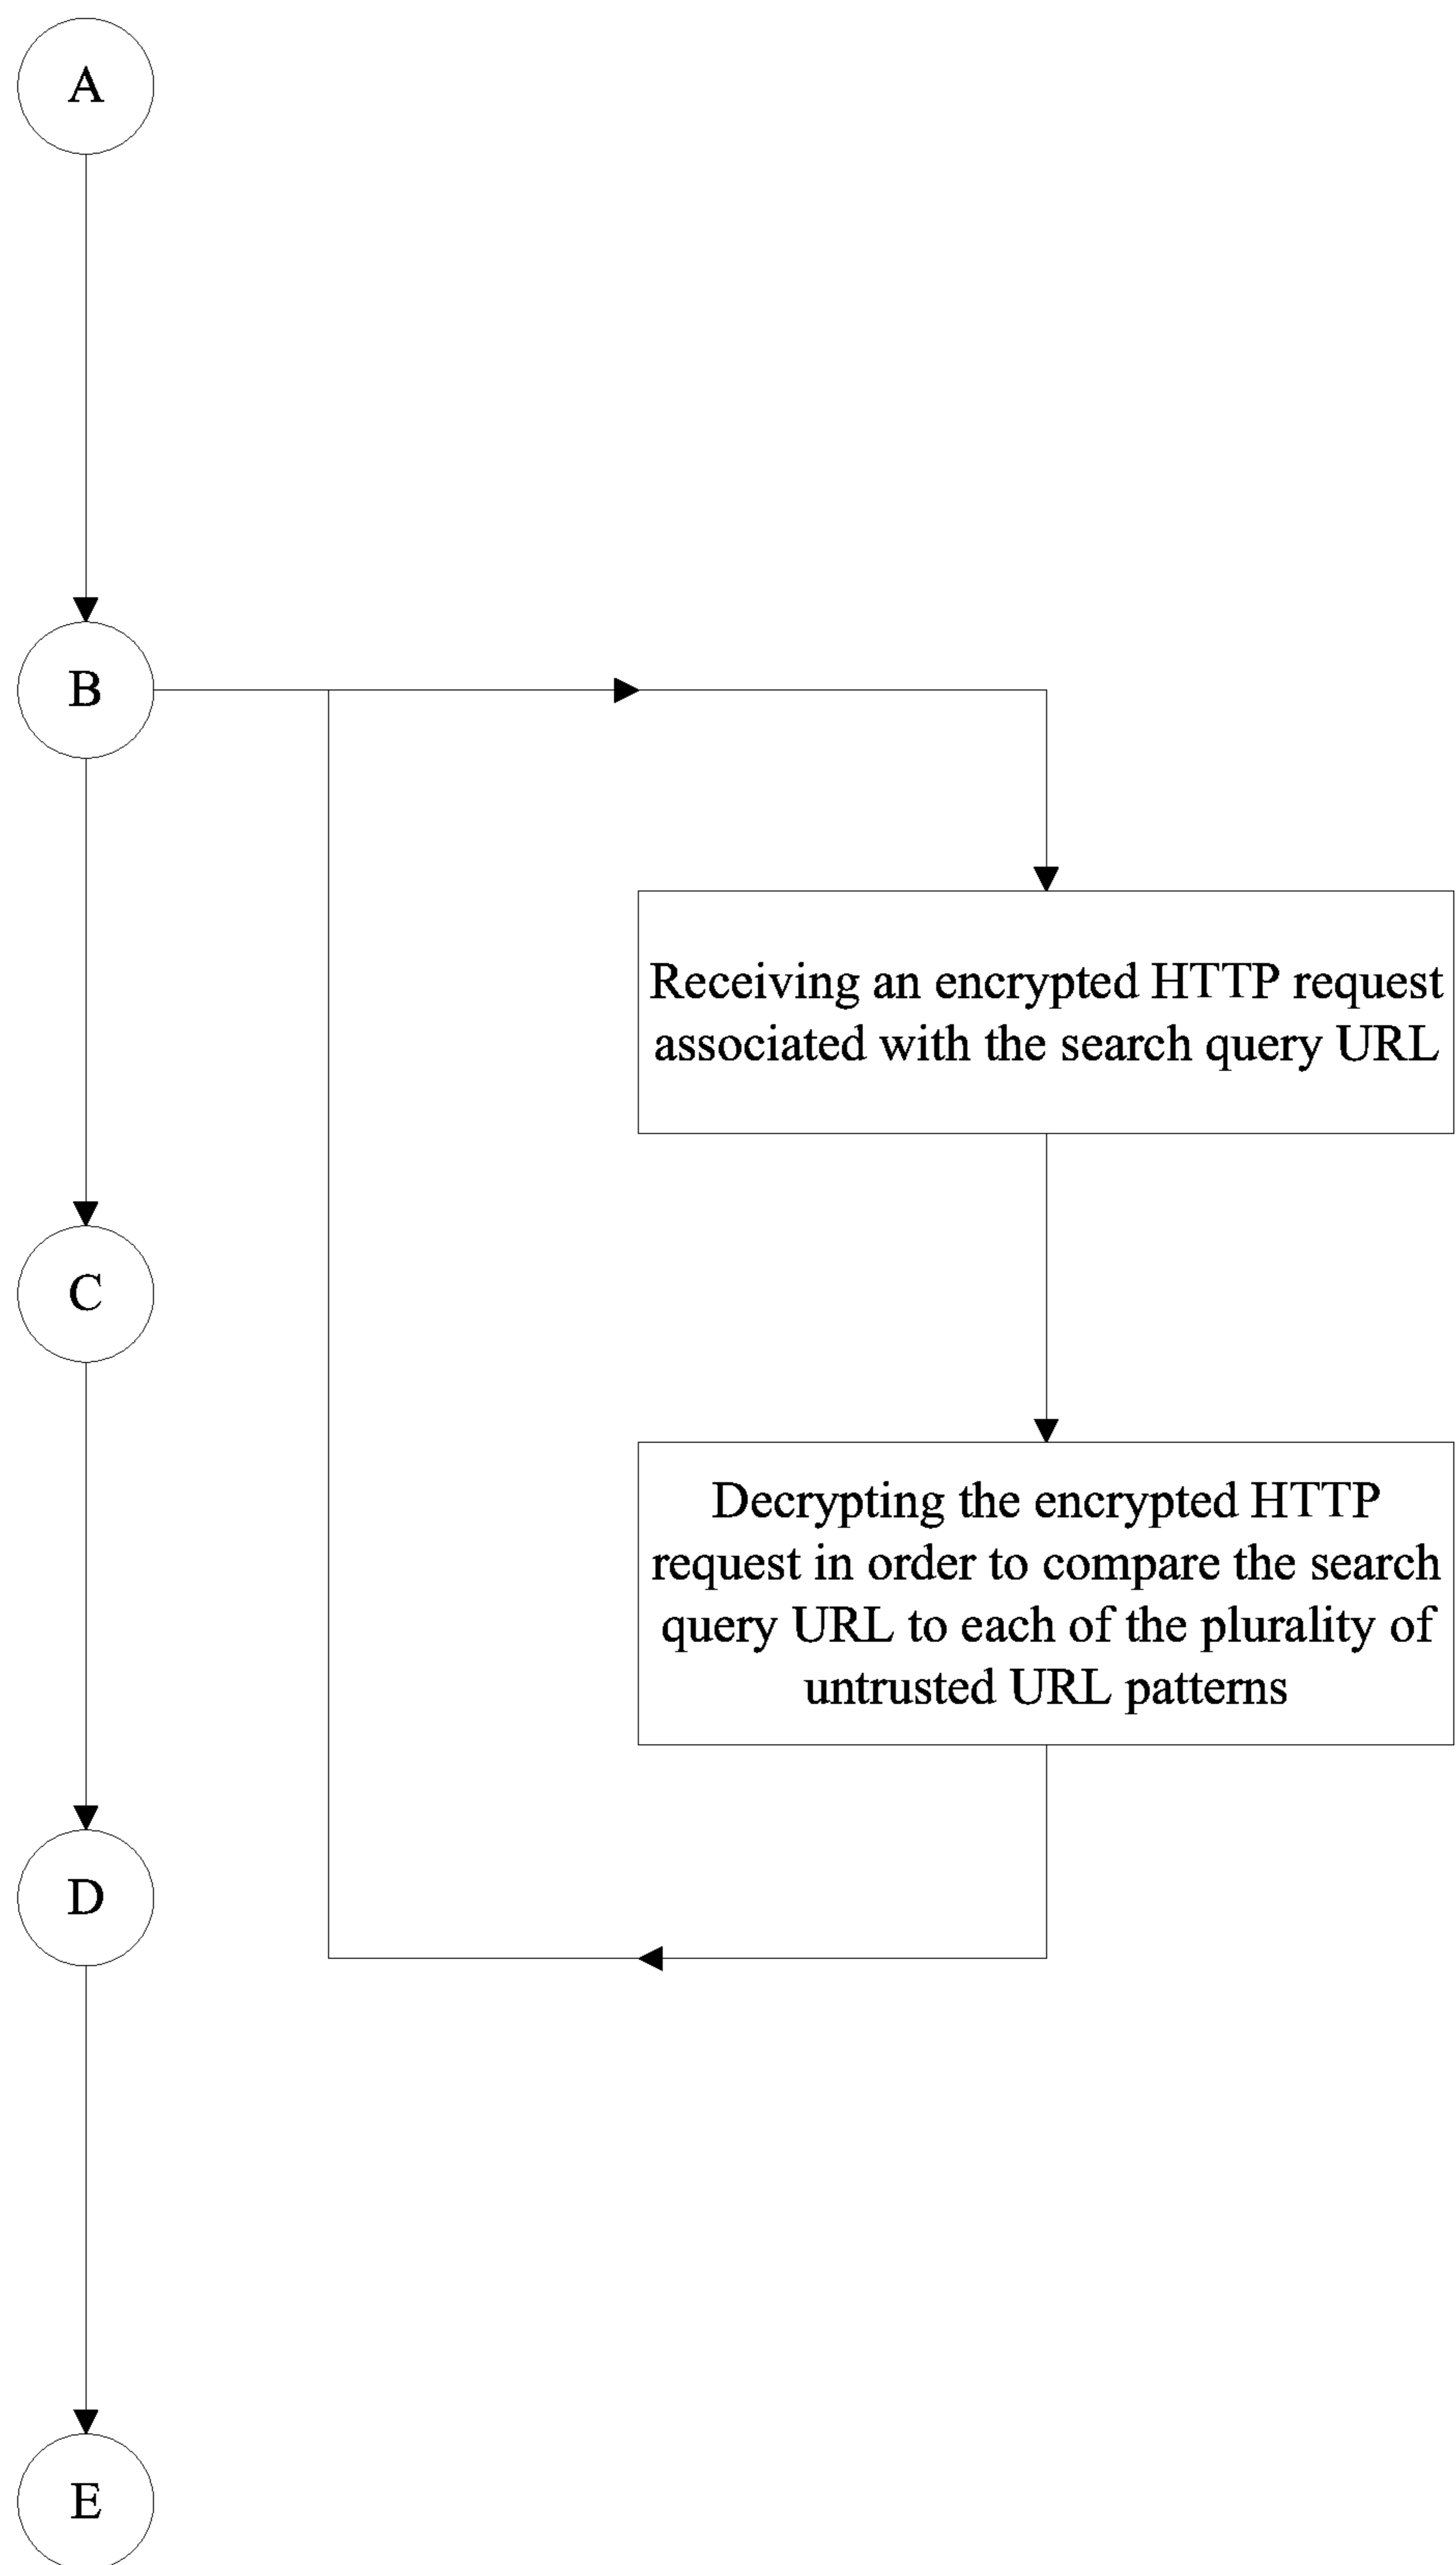 A
B
Receiving an encrypted HTTP request
associated with the search query URL
C
Decrypting the encrypted HTTP
request in order to compare the search
query URL to each of the plurality of
untrusted URL patterns
D
E